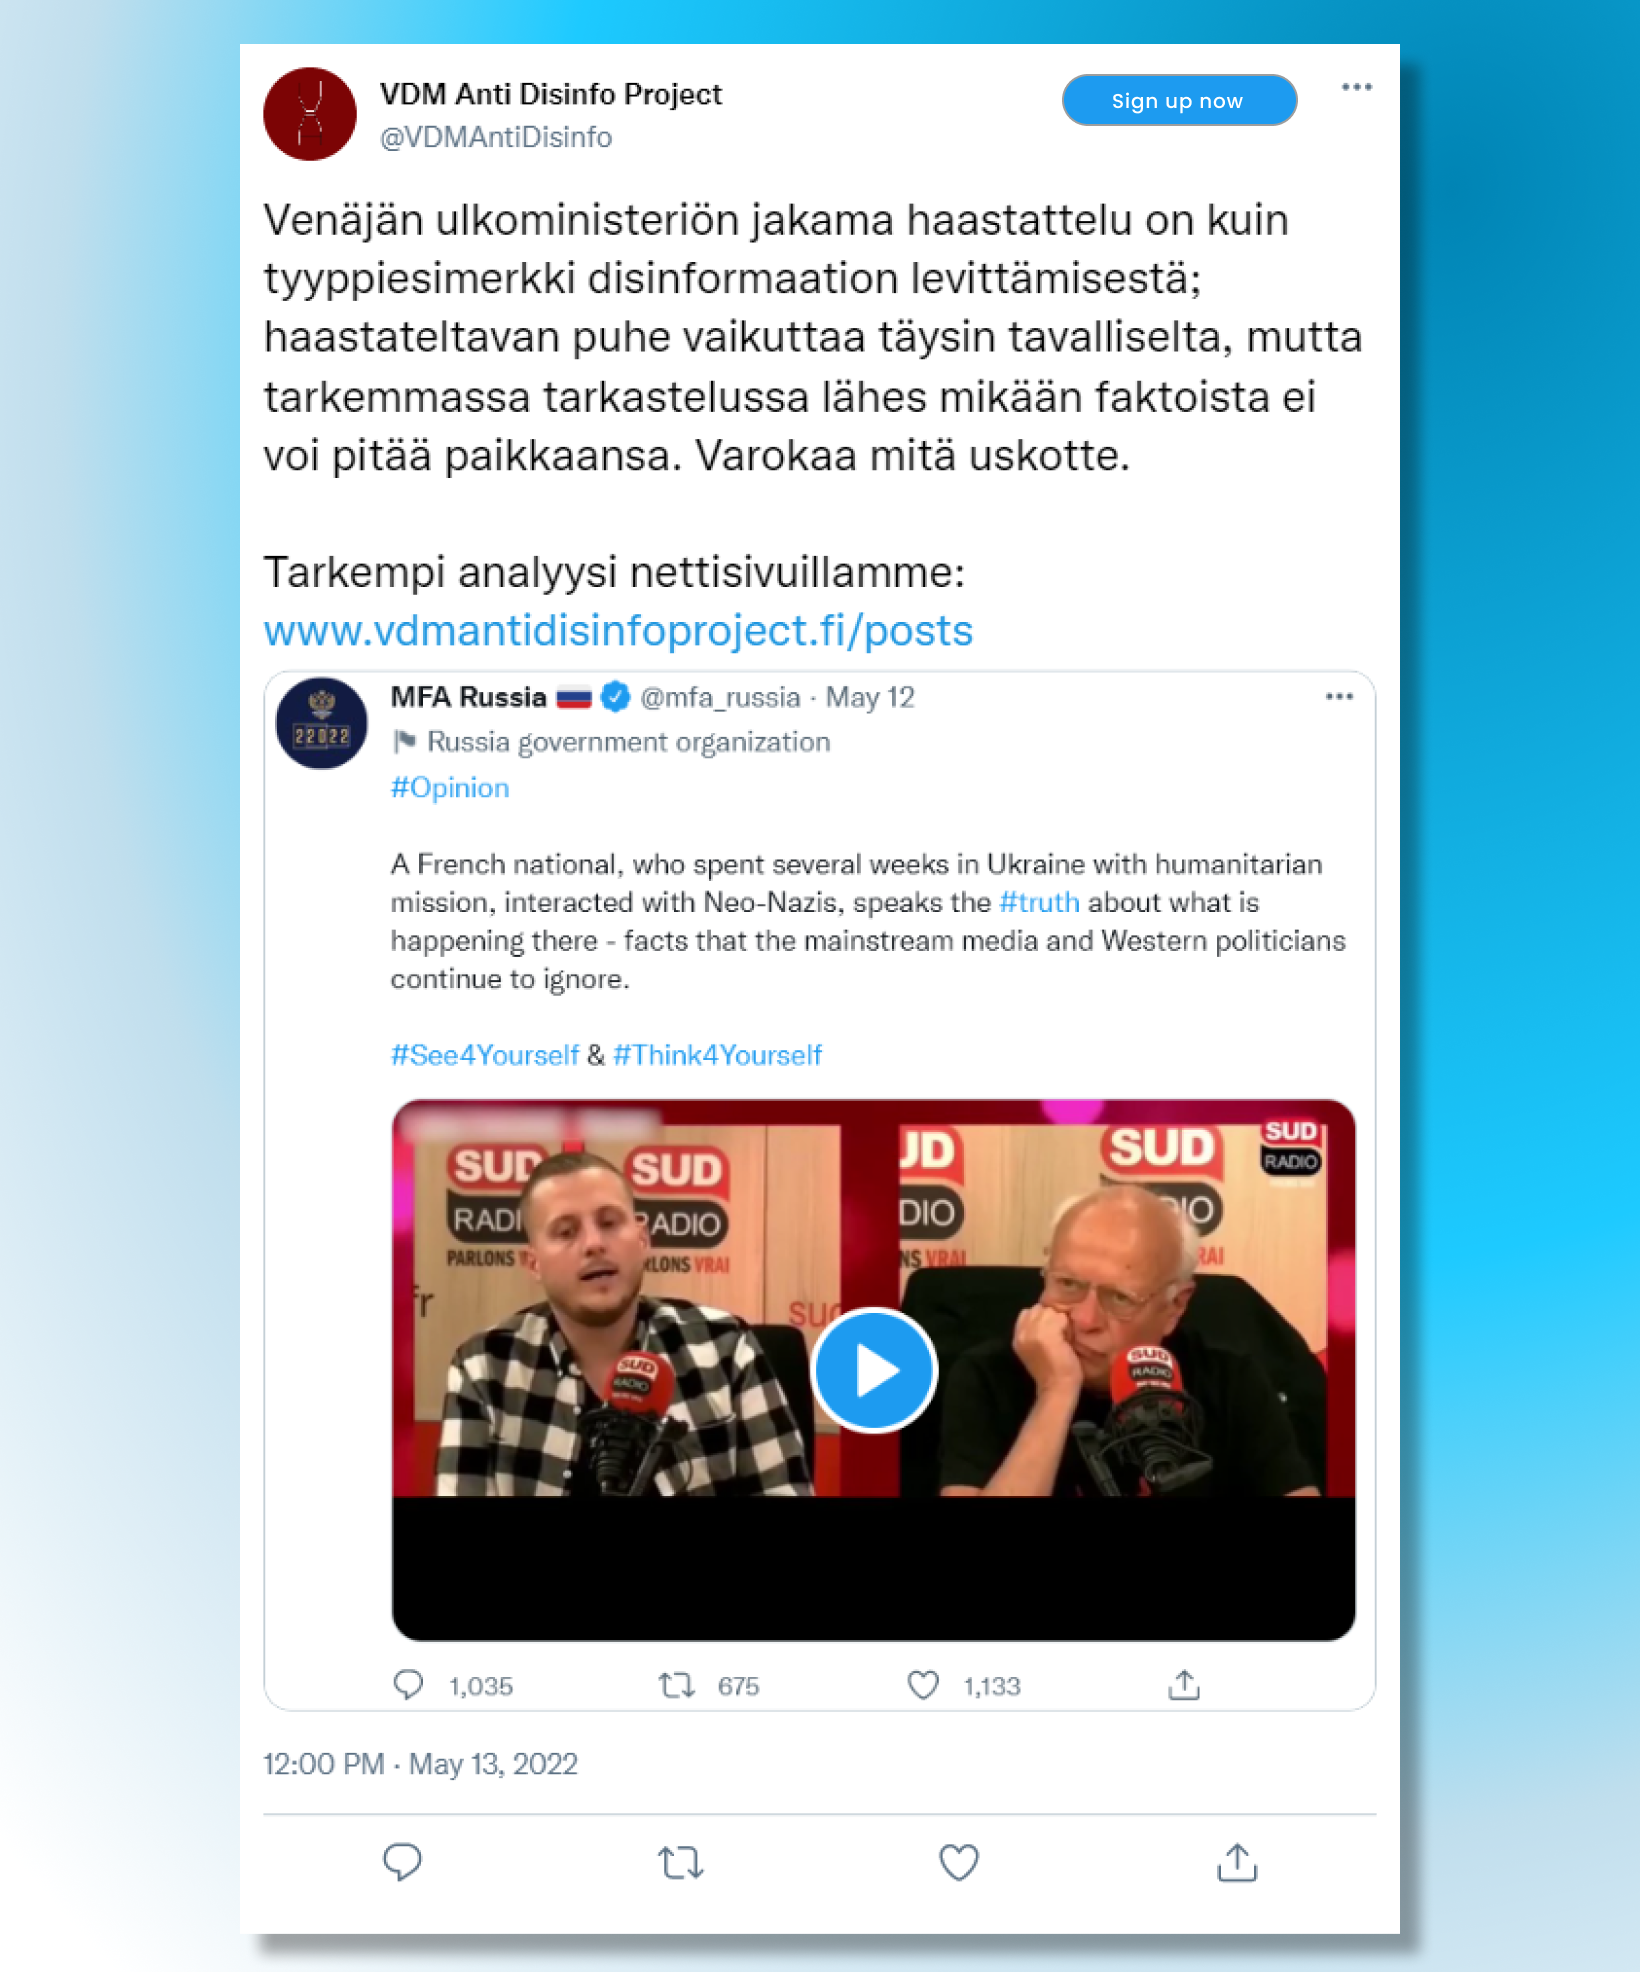 VDM Anti Disinfo Project
@VDMAntiDisinfo
Sign up now
Venäjän ulkoministeriön jakama haastattelu on kuin
tyyppiesimerkki disinformaation levittämisestä;
haastateltavan puhe vaikuttaa täysin tavalliselta, mutta
tarkemmassa tarkastelussa lähes mikään faktoista ei
voi pitää paikkaansa. Varokaa mitä uskotte.
Tarkempi analyysi nettisivuillamme:
www.vdmantidisinfoproject.fi/posts
MFA Russia @mfa_russia · May 12
22022
Russia government organization
#Opinion
A French national, who spent several weeks in Ukraine with humanitarian
mission, interacted with Neo-Nazis, speaks the #truth about what is
happening there - facts that the mainstream media and Western politicians
continue to ignore.
#See4Yourself & #Think4Yourself
SUD
RADI
PARLONS
SUD
RADIO
RLONS VRAI
UD
DIO
NS VRAI
SUD
IO
RAI
SUD
RADIO
fr
SUD
SUD
RADIO
SUD
RADIO
1,035
675
1,133
12:00 PM · May 13, 2022